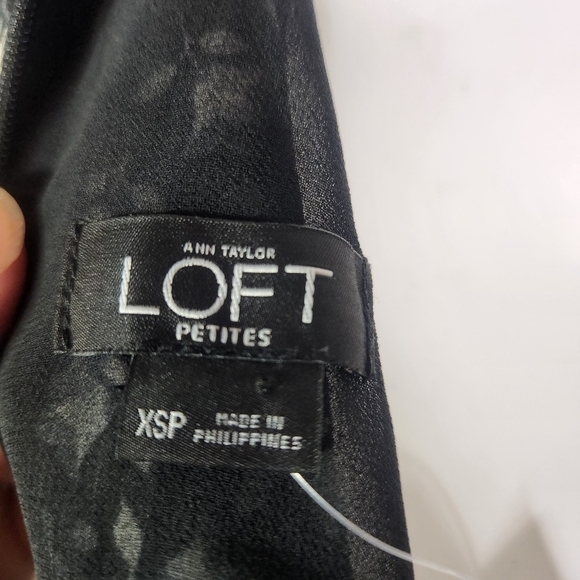 ANN TAYLOR
LOFT
PETITES
XSP
MADE IN
PHILIPPINES